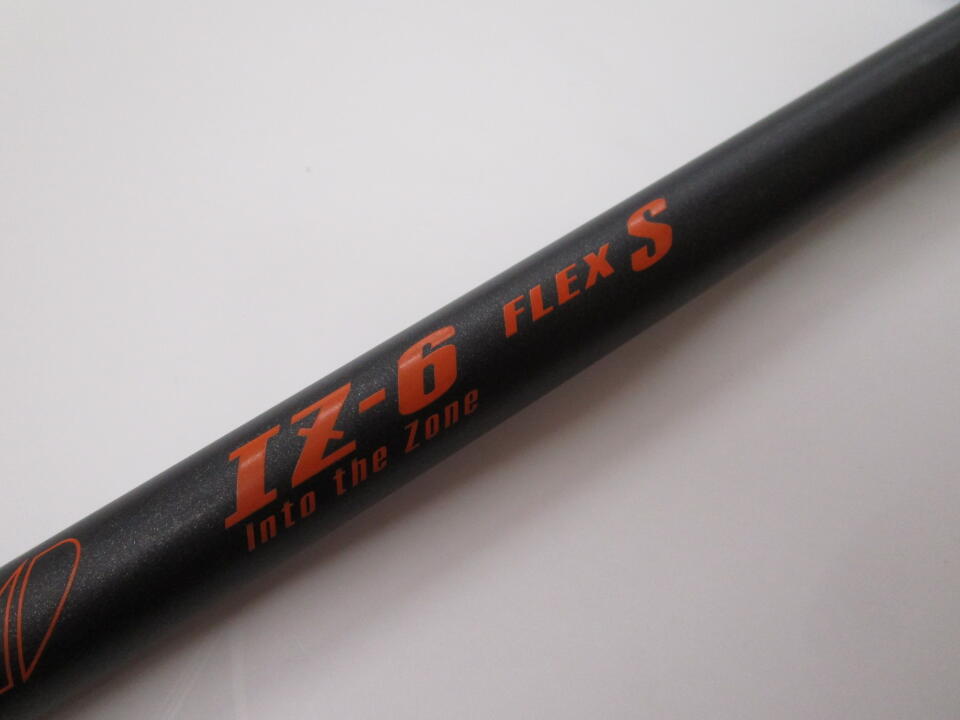 IZ-6 FLEX S
Into the Zone